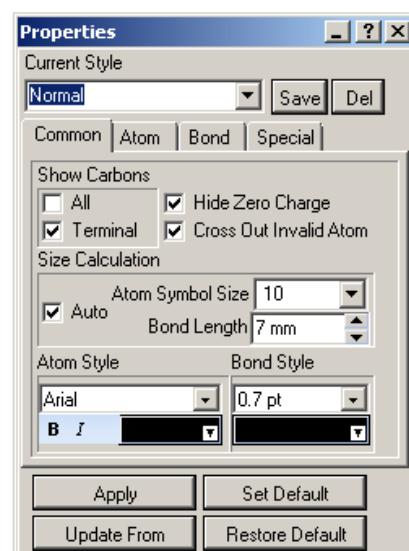 Properties
Current Style
Normal Save Del
Common Atom Bond Special
Show Carbons
All Hide Zero Charge
Terminal Cross Out Invalid Atom
Size Calculation
Auto Atom Symbol Size 10
Bond Length 7 mm
Atom Style Bond Style
Arial 0.7 pt
B I
Apply Set Default
Update From Restore Default